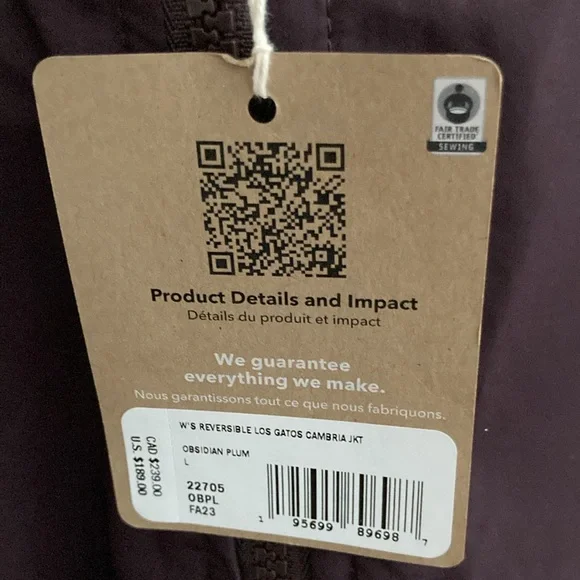 FAIR TRADE
CERTIFIED
SEWING
Product Details and Impact
Détails du produit et impact
We guarantee
everything we make.
Nous garantissons tout ce que nous fabriquons.
CAD $239.00
U.S. $189.00
W'S REVERSIBLE LOS GATOS CAMBRIA JKT
OBSIDIAN PLUM
L
22705
OBPL
FA23
1 95699 89698 7